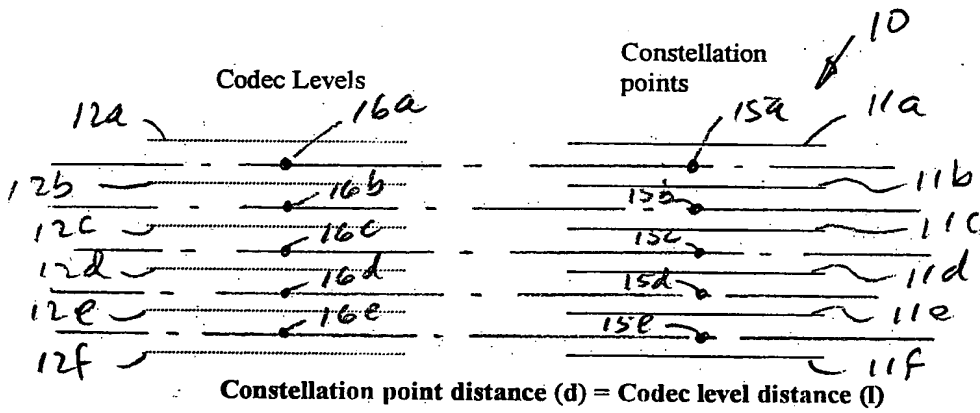 10
Constellation
points
Codec Levels
12a 16a 15a 11a
12b 16b 15b 11b
12c 16c 15c 11c
12d 16d 15d 11d
12e 16e 15e 11e
12f 11f
Constellation point distance (d) = Codec level distance (l)